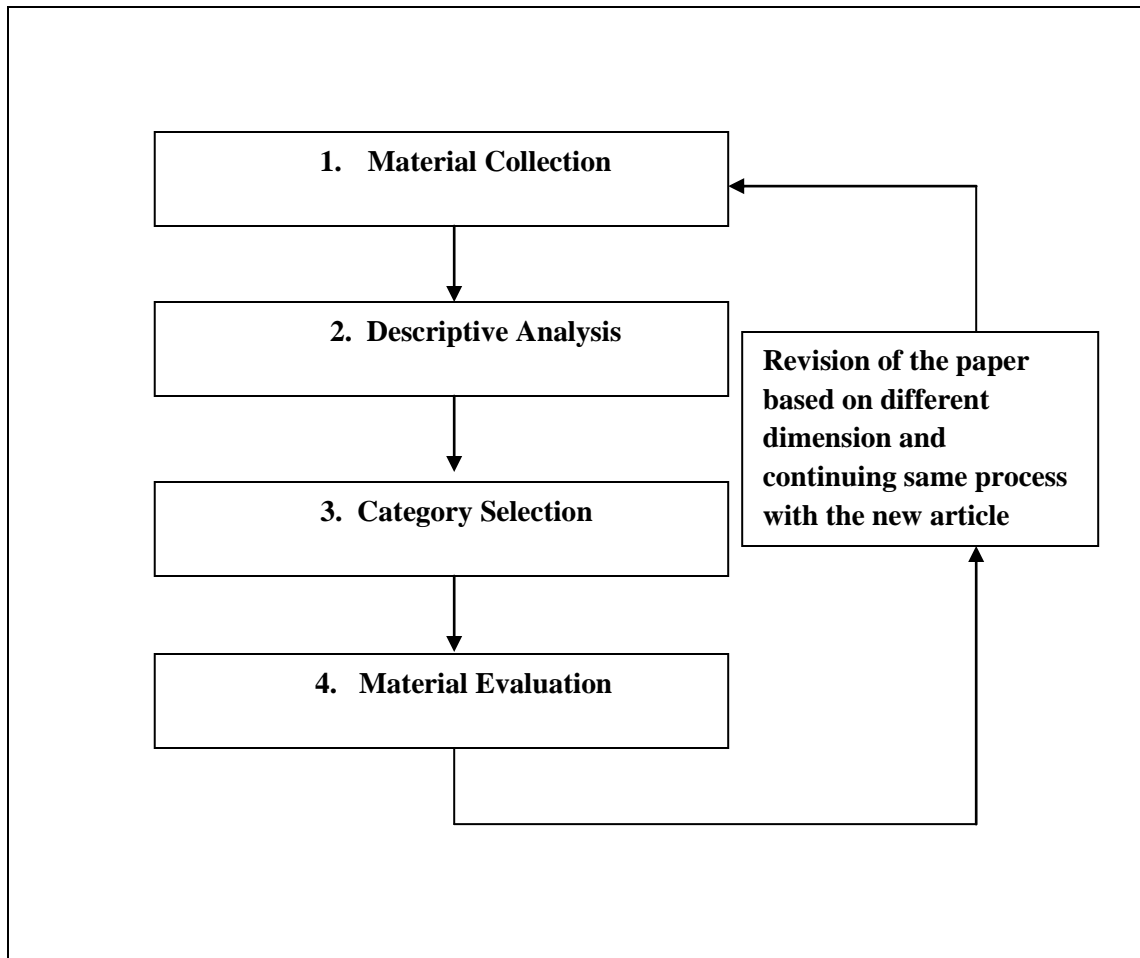 1. Material Collection
2. Descriptive Analysis
3. Category Selection
4. Material Evaluation
Revision of the paper
based on different
dimension and
continuing same process
with the new article